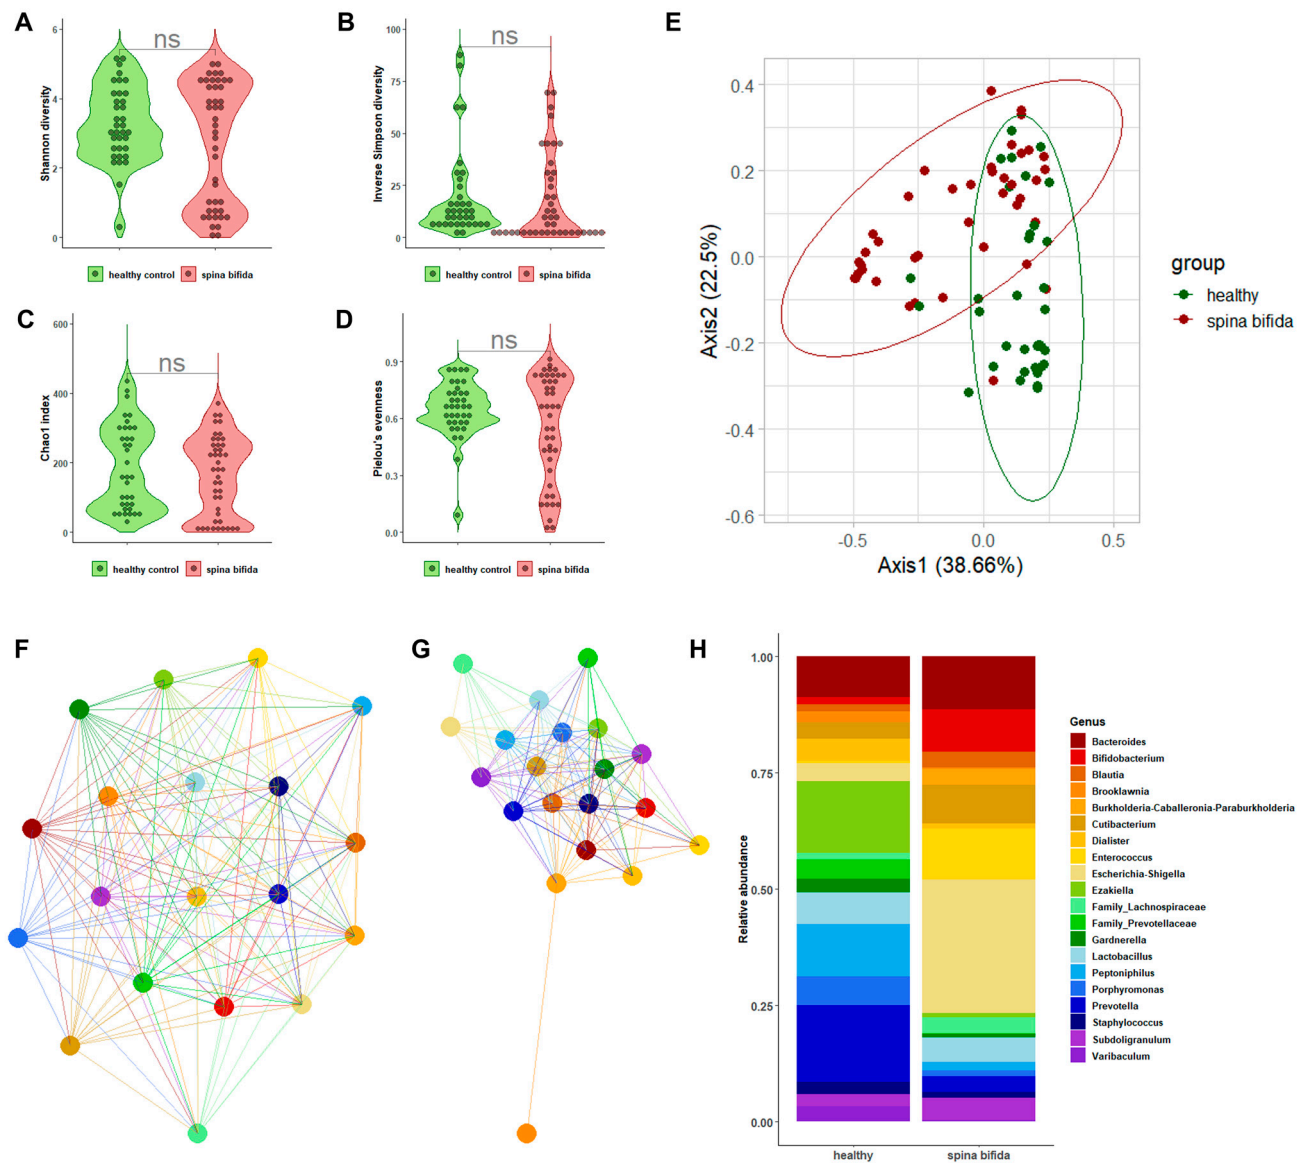 A
ns
Shannon diversity
6
4
2
0
healthy control
spina bifida
B
ns
Inverse Simpson diversity
100
75
50
25
0
healthy control
spina bifida
C
ns
Chao1 index
600
400
200
0
healthy control
spina bifida
D
ns
Pielou's evenness
0.9
0.6
0.3
0.0
healthy control
spina bifida
E
Axis2 (22.5%)
0.4
0.2
0.0
-0.2
-0.4
-0.6
-0.5
0.0
0.5
Axis1 (38.66%)
group
healthy
spina bifida
F
G
H
Relative abundance
1.00
0.75
0.50
0.25
0.00
healthy
spina bifida
Genus
Bacteroides
Bifidobacterium
Blautia
Brooklawnia
Burkholderia-Caballeronia-Paraburkholderia
Cutibacterium
Dialister
Enterococcus
Escherichia-Shigella
Ezakiella
Family_Lachnospiraceae
Family_Prevotellaceae
Gardnerella
Lactobacillus
Peptoniphilus
Porphyromonas
Prevotella
Staphylococcus
Subdoligranulum
Varibaculum